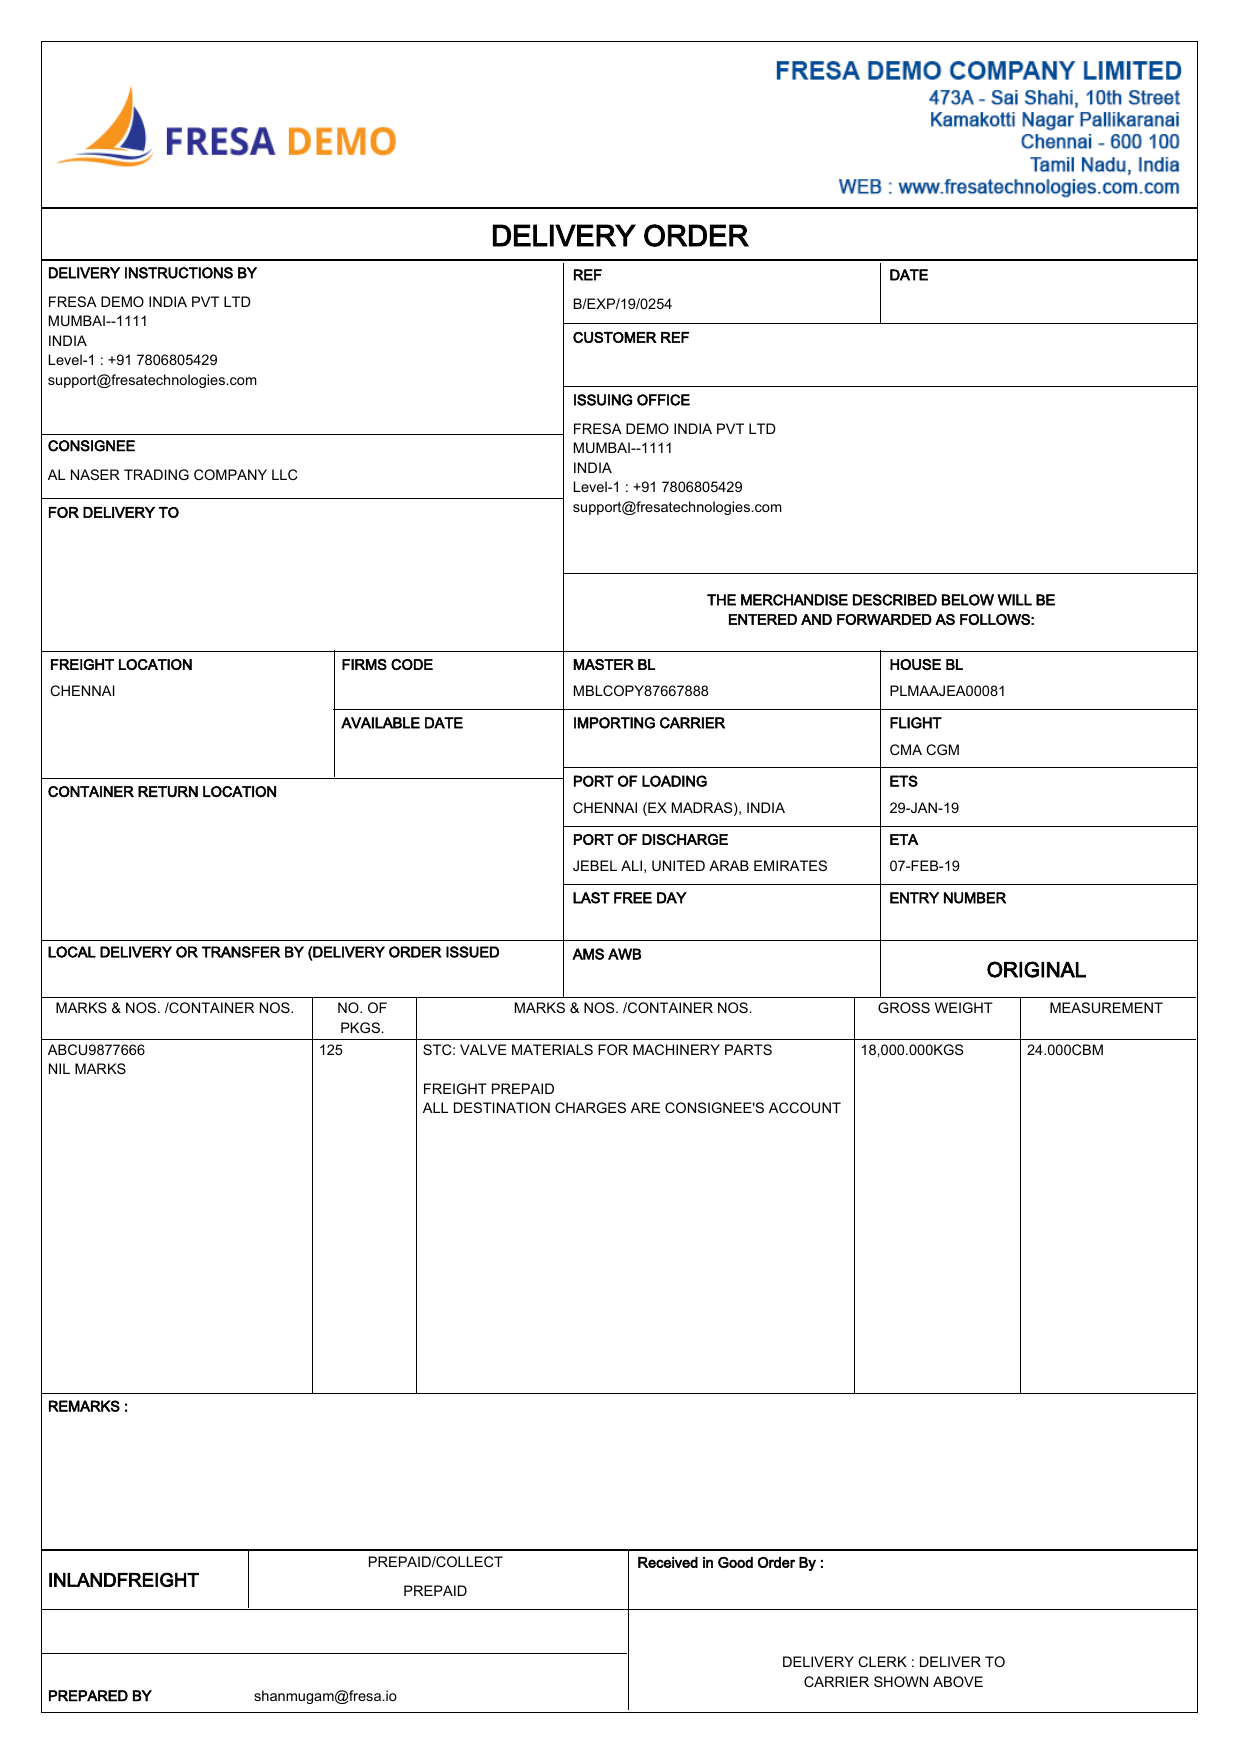 FRESA DEMO
FRESA DEMO COMPANY LIMITED
473A - Sai Shahi, 10th Street
Kamakotti Nagar Pallikaranai
Chennai - 600 100
Tamil Nadu, India
WEB : www.fresatechnologies.com.com
DELIVERY ORDER
DELIVERY INSTRUCTIONS BY
FRESA DEMO INDIA PVT LTD
MUMBAI--1111
INDIA
Level-1 : +91 7806805429
support@fresatechnologies.com
REF
B/EXP/19/0254
DATE
CUSTOMER REF
ISSUING OFFICE
FRESA DEMO INDIA PVT LTD
MUMBAI--1111
INDIA
Level-1 : +91 7806805429
support@fresatechnologies.com
CONSIGNEE
AL NASER TRADING COMPANY LLC
FOR DELIVERY TO
THE MERCHANDISE DESCRIBED BELOW WILL BE
ENTERED AND FORWARDED AS FOLLOWS:
FREIGHT LOCATION
CHENNAI
FIRMS CODE
AVAILABLE DATE
MASTER BL
MBLCOPY87667888
HOUSE BL
PLMAAJEA00081
IMPORTING CARRIER
FLIGHT
CMA CGM
CONTAINER RETURN LOCATION
PORT OF LOADING
CHENNAI (EX MADRAS), INDIA
ETS
29-JAN-19
PORT OF DISCHARGE
JEBEL ALI, UNITED ARAB EMIRATES
ETA
07-FEB-19
LAST FREE DAY
ENTRY NUMBER
LOCAL DELIVERY OR TRANSFER BY (DELIVERY ORDER ISSUED
AMS AWB
ORIGINAL
MARKS & NOS. /CONTAINER NOS.
NO. OF
PKGS.
MARKS & NOS. /CONTAINER NOS.
GROSS WEIGHT
MEASUREMENT
ABCU9877666
NIL MARKS
125
STC: VALVE MATERIALS FOR MACHINERY PARTS
FREIGHT PREPAID
ALL DESTINATION CHARGES ARE CONSIGNEE'S ACCOUNT
18,000.000KGS
24.000CBM
REMARKS :
INLANDFREIGHT
PREPAID/COLLECT
PREPAID
Received in Good Order By :
DELIVERY CLERK : DELIVER TO
CARRIER SHOWN ABOVE
PREPARED BY
shanmugam@fresa.io